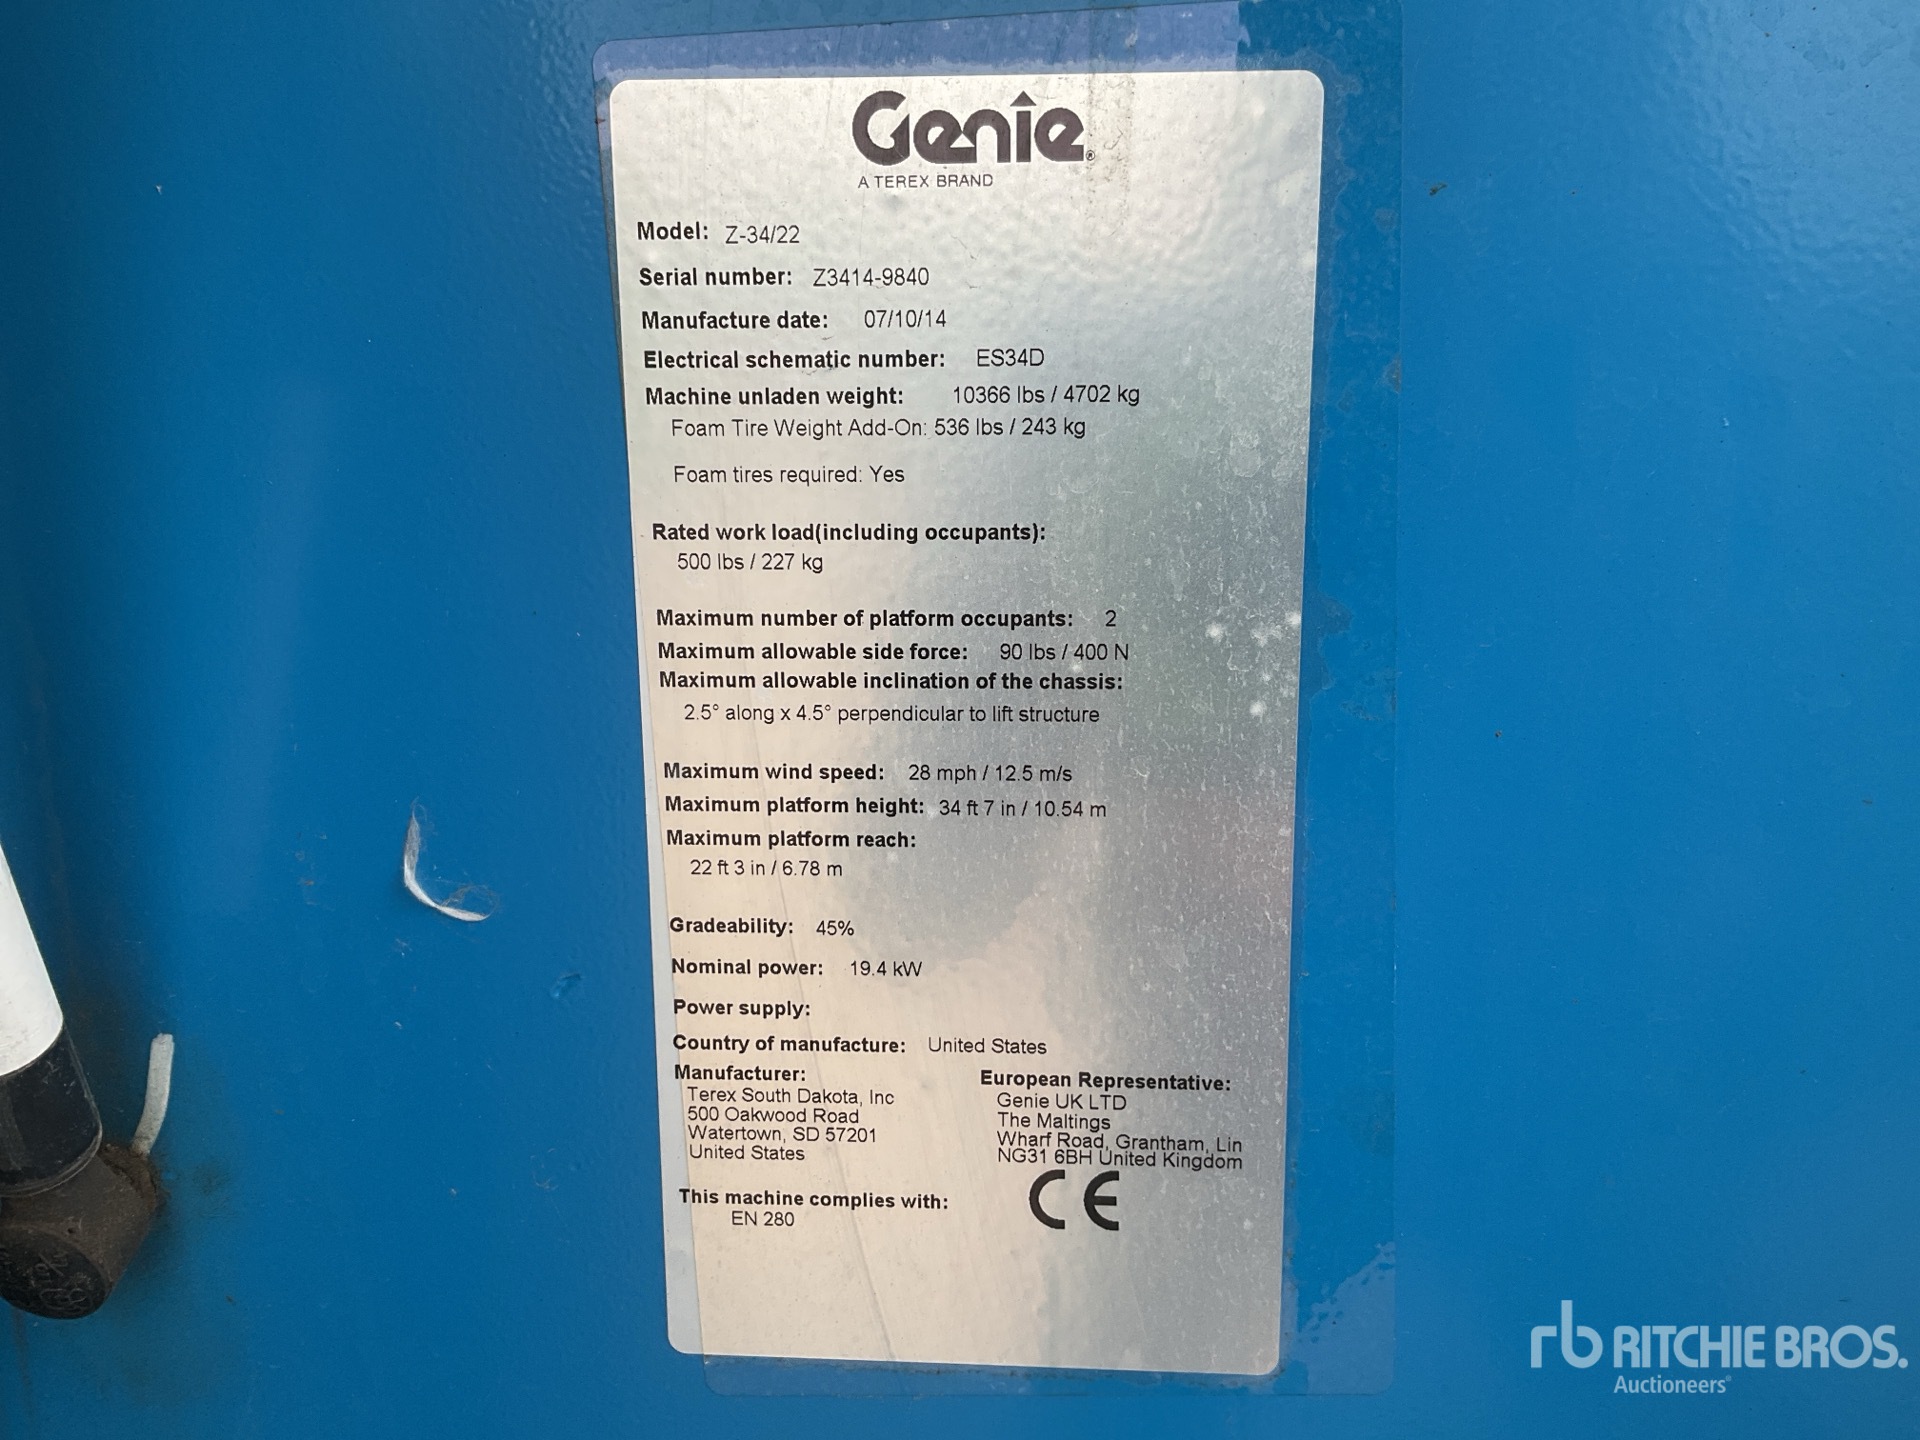 Genie®
A TEREX BRAND
Model: Z-34/22
Serial number: Z3414-9840
Manufacture date: 07/10/14
Electrical schematic number: ES34D
Machine unladen weight: 10366 lbs / 4702 kg
Foam Tire Weight Add-On: 536 lbs / 243 kg
Foam tires required: Yes
Rated work load(including occupants):
500 lbs / 227 kg
Maximum number of platform occupants: 2
Maximum allowable side force: 90 lbs / 400 N
Maximum allowable inclination of the chassis:
2.5° along x 4.5° perpendicular to lift structure
Maximum wind speed: 28 mph / 12.5 m/s
Maximum platform height: 34 ft 7 in / 10.54 m
Maximum platform reach:
22 ft 3 in / 6.78 m
Gradeability: 45%
Nominal power: 19.4 kW
Power supply:
Country of manufacture: United States
Manufacturer:
Terex South Dakota, Inc
500 Oakwood Road
Watertown, SD 57201
United States
European Representative:
Genie UK LTD
The Maltings
Wharf Road, Grantham, Lin
NG31 6BH United Kingdom
This machine complies with:
EN 280
CE
rb RITCHIE BROS.
Auctioneers®